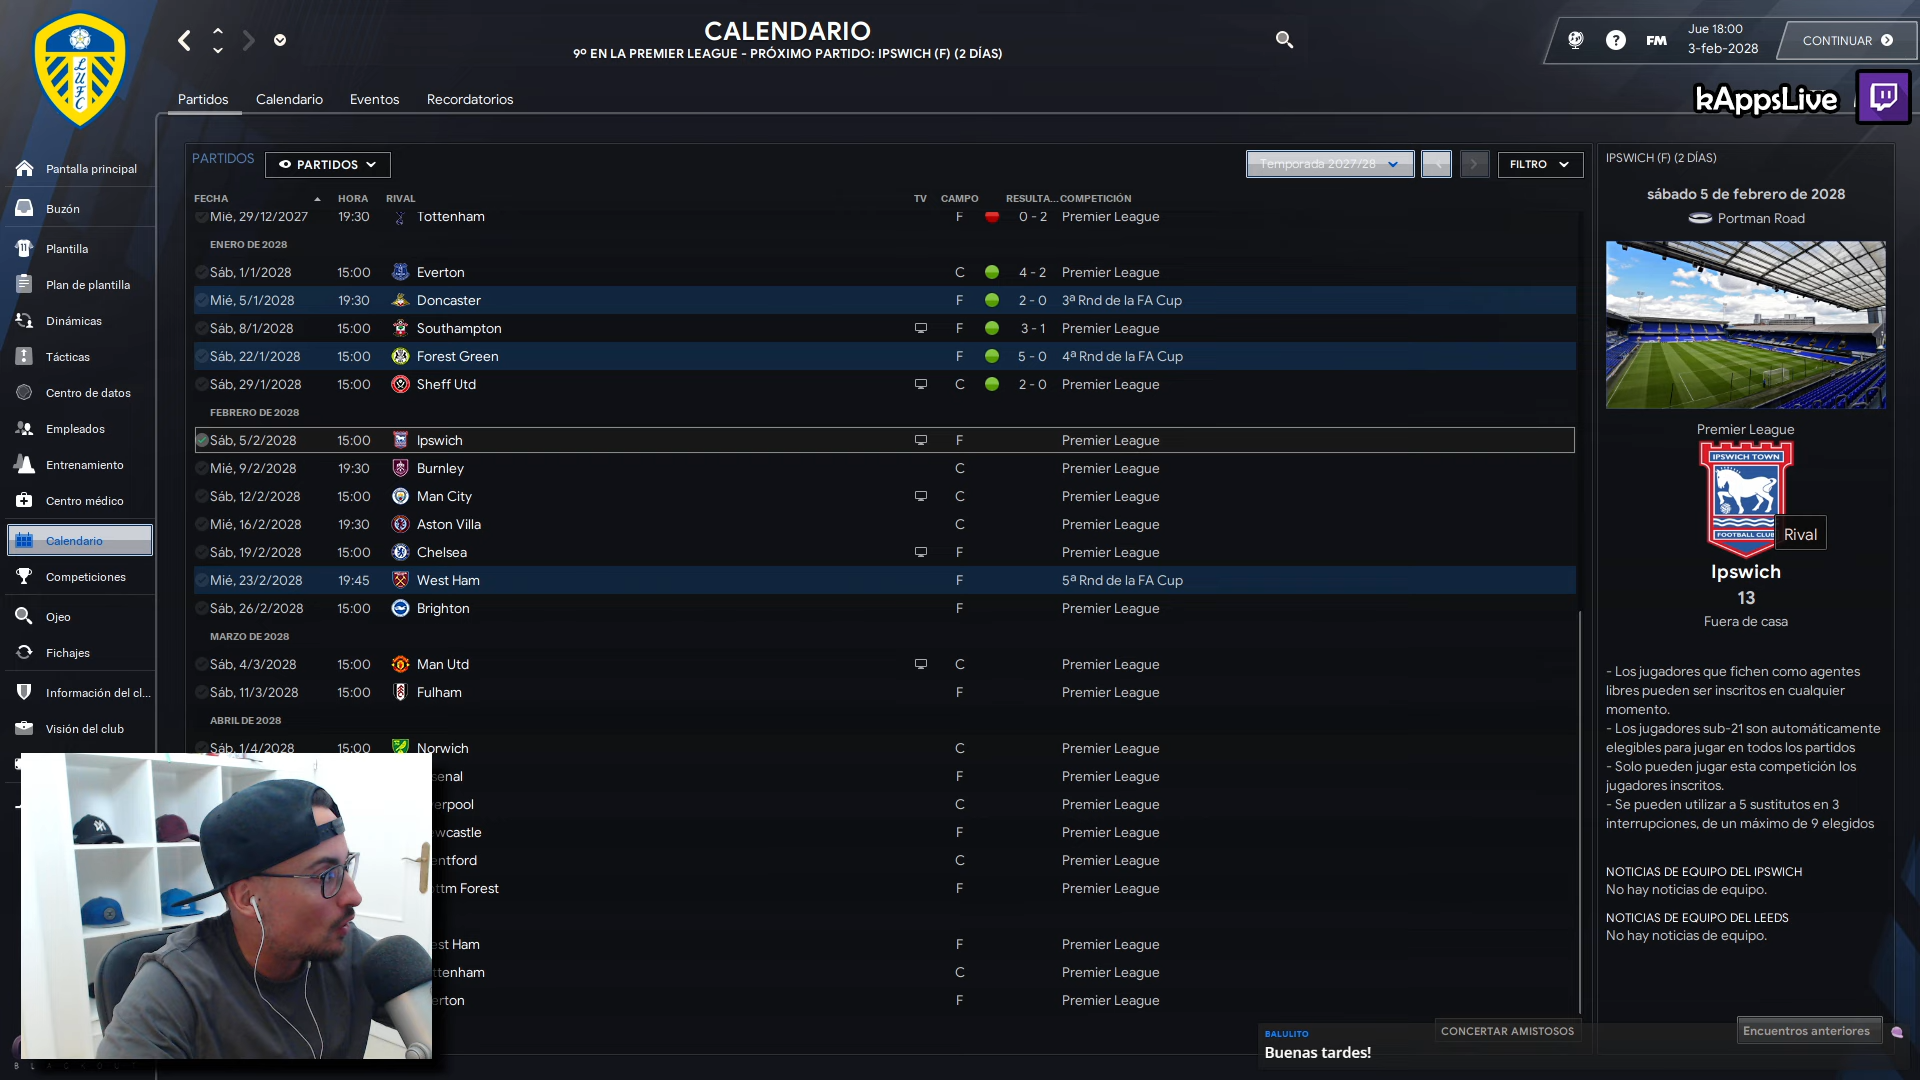 CALENDARIO
9º EN LA PREMIER LEAGUE - PRÓXIMO PARTIDO: IPSWICH (F) (2 DÍAS)
FM
Jue 18:00
3-feb-2028
CONTINUAR
kAppsLive
LUFC
Partidos Calendario Eventos Recordatorios
Pantalla principal
Buzón
Plantilla
Plan de plantilla
Dinámicas
Tácticas
Centro de datos
Empleados
Entrenamiento
Centro médico
Calendario
Competiciones
Ojeo
Fichajes
Información del cl...
Visión del club
PARTIDOS PARTIDOS Temporada 2027/28 FILTRO
FECHA HORA RIVAL TV CAMPO RESULTA... COMPETICIÓN
Mié, 29/12/2027 19:30 Tottenham F 0 - 2 Premier League
ENERO DE 2028
Sáb, 1/1/2028 15:00 Everton C 4 - 2 Premier League
Mié, 5/1/2028 19:30 Doncaster F 2 - 0 3ª Rnd de la FA Cup
Sáb, 8/1/2028 15:00 Southampton F 3 - 1 Premier League
Sáb, 22/1/2028 15:00 Forest Green F 5 - 0 4ª Rnd de la FA Cup
Sáb, 29/1/2028 15:00 Sheff Utd C 2 - 0 Premier League
FEBRERO DE 2028
Sáb, 5/2/2028 15:00 Ipswich F Premier League
Mié, 9/2/2028 19:30 Burnley C Premier League
Sáb, 12/2/2028 15:00 Man City C Premier League
Mié, 16/2/2028 19:30 Aston Villa C Premier League
Sáb, 19/2/2028 15:00 Chelsea F Premier League
Mié, 23/2/2028 19:45 West Ham F 5ª Rnd de la FA Cup
Sáb, 26/2/2028 15:00 Brighton F Premier League
MARZO DE 2028
Sáb, 4/3/2028 15:00 Man Utd C Premier League
Sáb, 11/3/2028 15:00 Fulham F Premier League
ABRIL DE 2028
Sáb, 1/4/2028 15:00 Norwich C Premier League
senal F Premier League
verpool C Premier League
wcastle F Premier League
entford C Premier League
ttm Forest F Premier League
est Ham F Premier League
ttenham C Premier League
erton F Premier League
CONCERTAR AMISTOSOS
BALULITO
Buenas tardes!
IPSWICH (F) (2 DÍAS)
sábado 5 de febrero de 2028
Portman Road
Premier League
IPSWICH TOWN
FOOTBALL CLUB
Rival
Ipswich
13
Fuera de casa
- Los jugadores que fichen como agentes
libres pueden ser inscritos en cualquier
momento.
- Los jugadores sub-21 son automáticamente
elegibles para jugar en todos los partidos
- Solo pueden jugar esta competición los
jugadores inscritos.
- Se pueden utilizar a 5 sustitutos en 3
interrupciones, de un máximo de 9 elegidos
NOTICIAS DE EQUIPO DEL IPSWICH
No hay noticias de equipo.
NOTICIAS DE EQUIPO DEL LEEDS
No hay noticias de equipo.
Encuentros anteriores